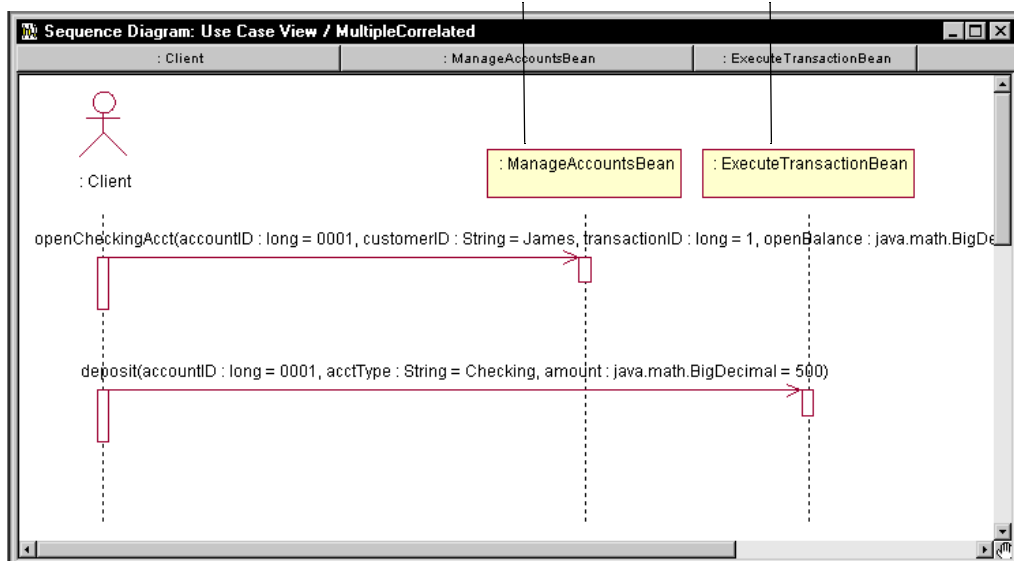 Sequence Diagram: Use Case View / MultipleCorrelated
: Client : ManageAccountsBean : ExecuteTransactionBean
: ManageAccountsBean : ExecuteTransactionBean
: Client
openCheckingAcct(accountID : long = 0001, customerID : String = James, transactionID : long = 1, openBalance : java.math.BigDe
deposit(accountID : long = 0001, acctType : String = Checking, amount : java.math.BigDecimal = 500)